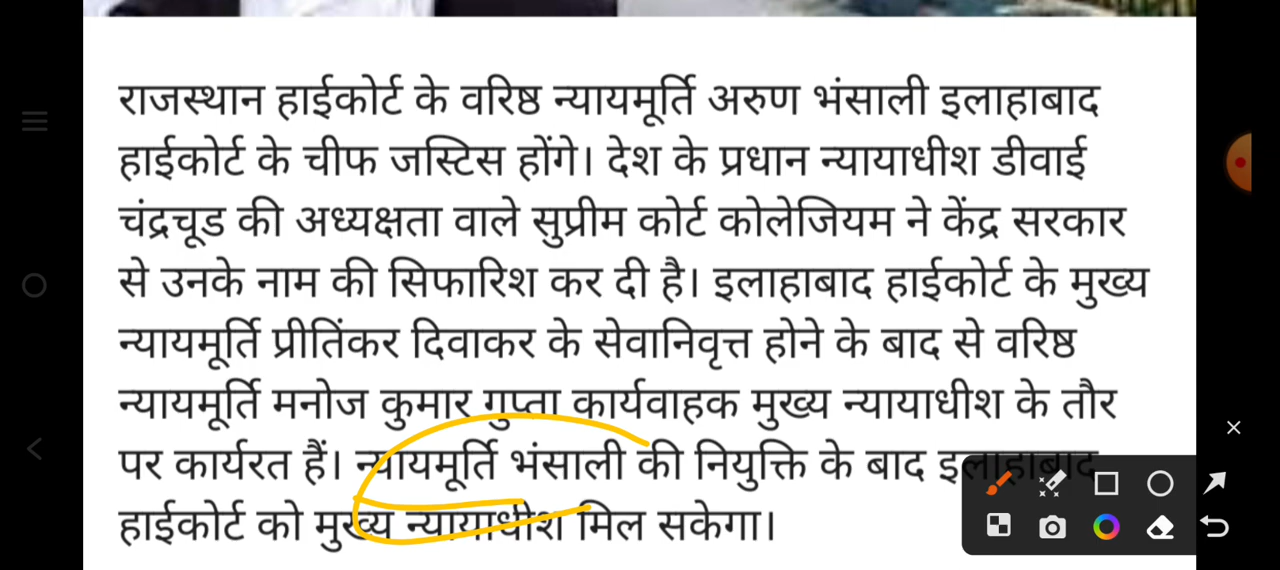 राजस्थान हाईकोर्ट के वरिष्ठ न्यायमूर्ति अरुण भंसाली इलाहाबाद
हाईकोर्ट के चीफ जस्टिस होंगे। देश के प्रधान न्यायाधीश डीवाई
चंद्रचूड की अध्यक्षता वाले सुप्रीम कोर्ट कोलेजियम ने केंद्र सरकार
से उनके नाम की सिफारिश कर दी है। इलाहाबाद हाईकोर्ट के मुख्य
न्यायमूर्ति प्रीतिंकर दिवाकर के सेवानिवृत्त होने के बाद से वरिष्ठ
न्यायमूर्ति मनोज कुमार गुप्ता कार्यवाहक मुख्य न्यायाधीश के तौर
पर कार्यरत हैं। न्यायमूर्ति भंसाली की नियुक्ति के बाद इलाहाबाद
हाईकोर्ट को मुख्य न्यायाधीश मिल सकेगा।